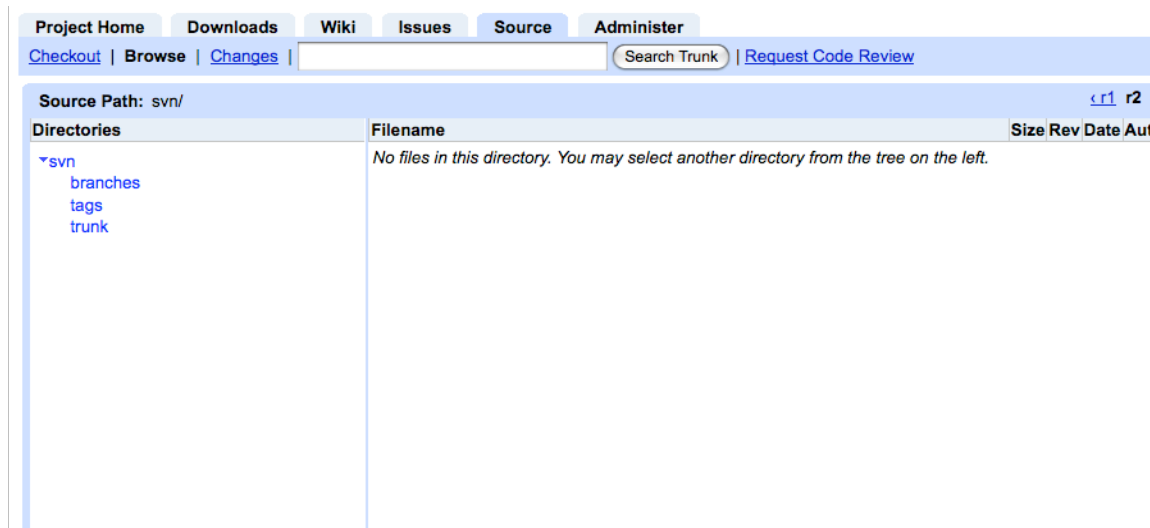 Project Home Downloads Wiki Issues Source Administer
Checkout | Browse | Changes | Search Trunk | Request Code Review
Source Path: svn/ ‹ r1 r2
Directories Filename Size Rev Date Aut
svn No files in this directory. You may select another directory from the tree on the left.
branches
tags
trunk